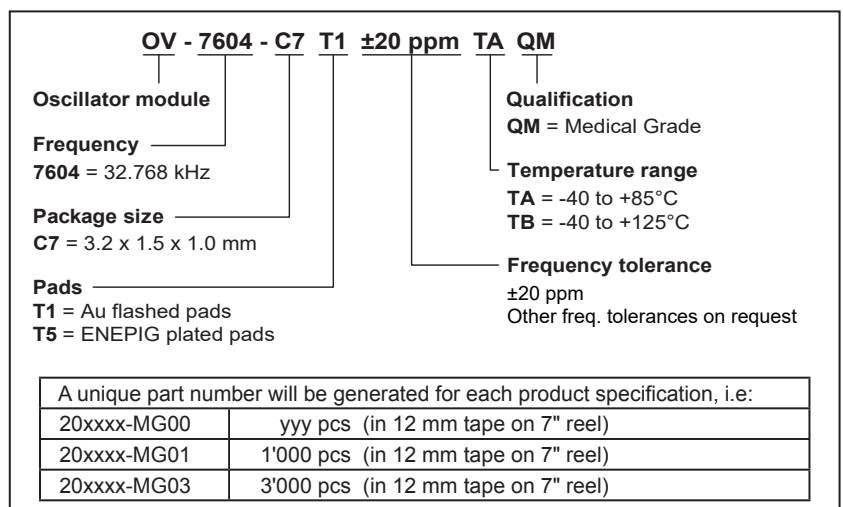 OV - 7604 - C7 T1 ±20 ppm TA QM
Oscillator module
Frequency
7604 = 32.768 kHz
Package size
C7 = 3.2 x 1.5 x 1.0 mm
Pads
T1 = Au flashed pads
T5 = ENEPIG plated pads
Qualification
QM = Medical Grade
Temperature range
TA = -40 to +85°C
TB = -40 to +125°C
Frequency tolerance
±20 ppm
Other freq. tolerances on request
A unique part number will be generated for each product specification, i.e:
20xxxx-MG00 yyy pcs (in 12 mm tape on 7" reel)
20xxxx-MG01 1'000 pcs (in 12 mm tape on 7" reel)
20xxxx-MG03 3'000 pcs (in 12 mm tape on 7" reel)